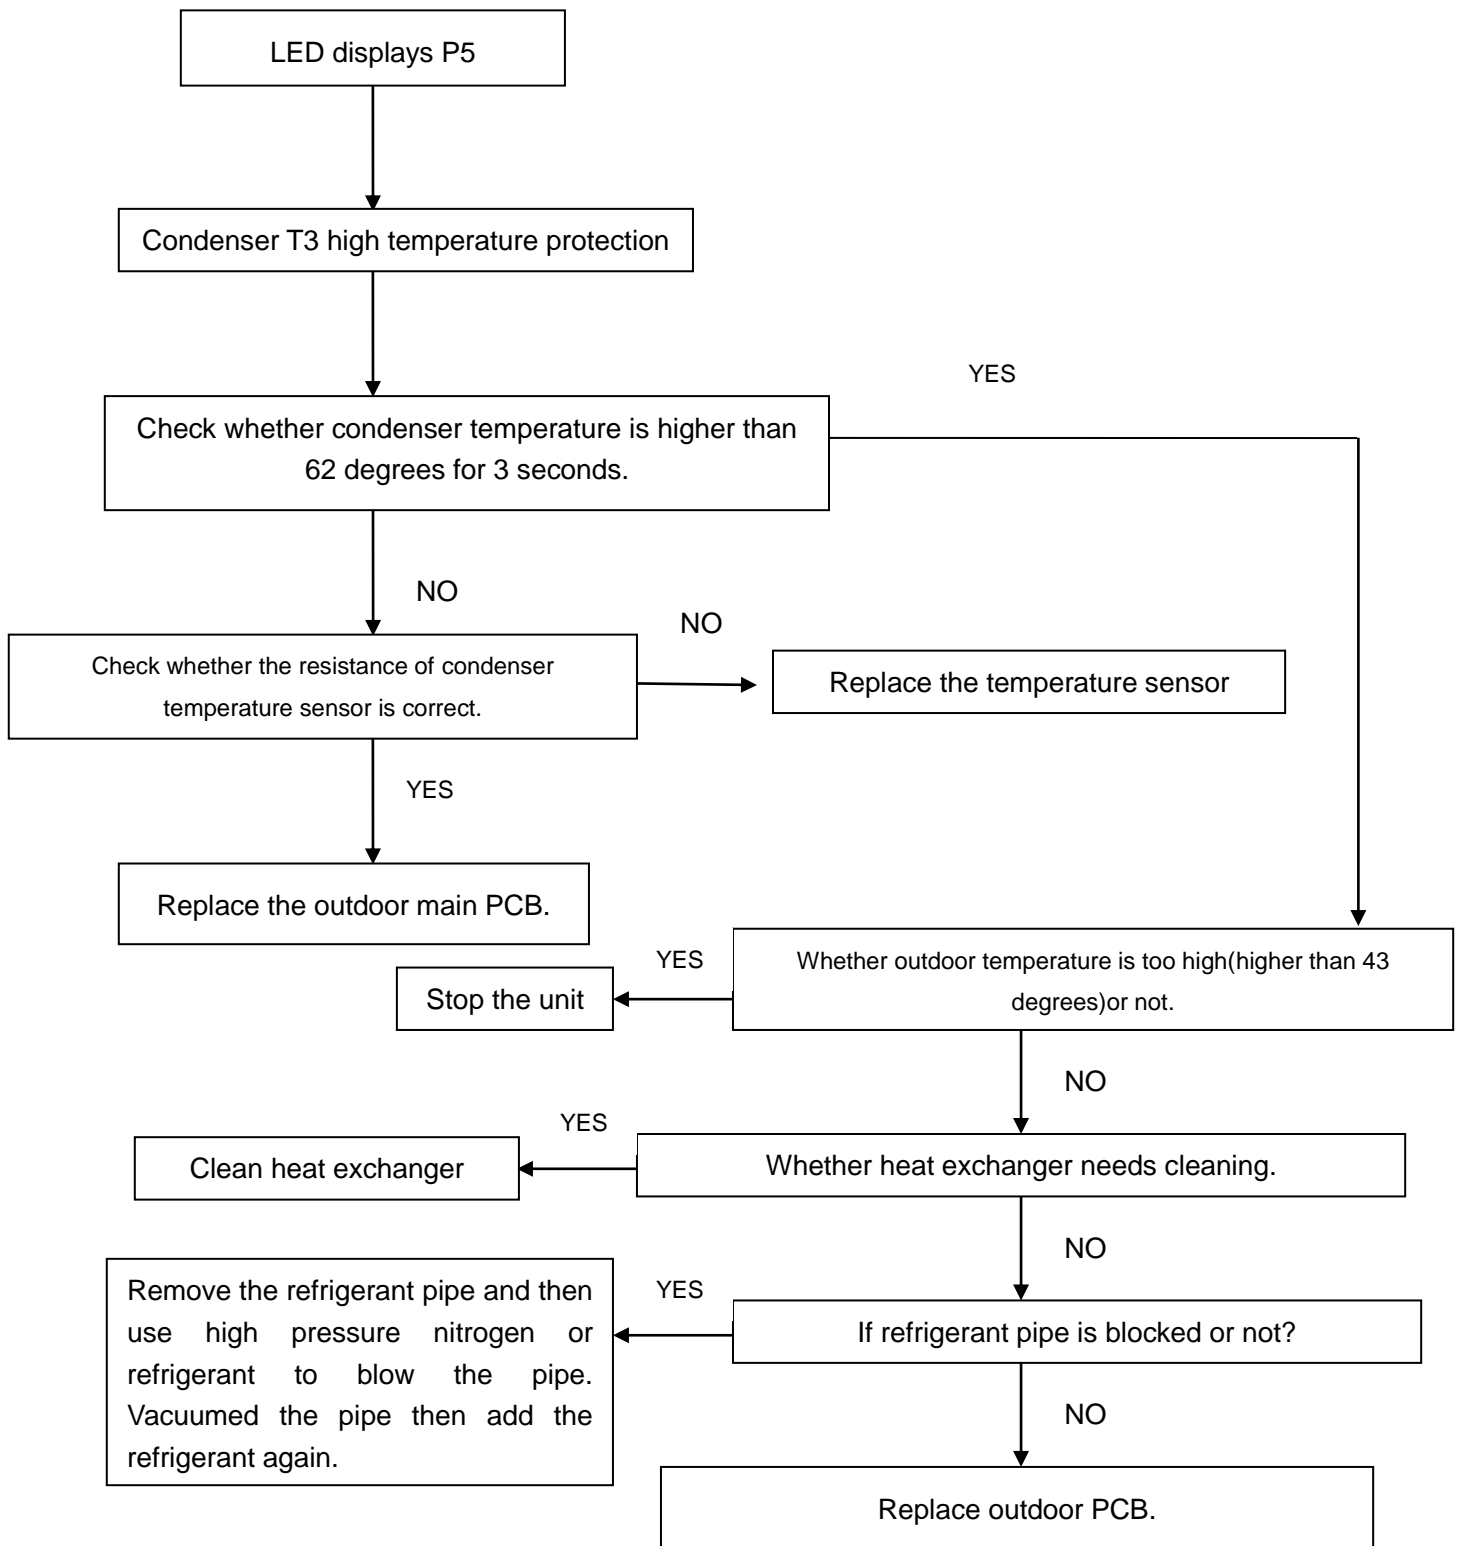 LED displays P5
Condenser T3 high temperature protection
YES
Check whether condenser temperature is higher than
62 degrees for 3 seconds.
NO
NO
Check whether the resistance of condenser
temperature sensor is correct.
Replace the temperature sensor
YES
Replace the outdoor main PCB.
YES
Whether outdoor temperature is too high(higher than 43
degrees)or not.
Stop the unit
NO
YES
Clean heat exchanger
Whether heat exchanger needs cleaning.
NO
YES
Remove the refrigerant pipe and then
use high pressure nitrogen or
refrigerant to blow the pipe.
Vacuumed the pipe then add the
refrigerant again.
If refrigerant pipe is blocked or not?
NO
Replace outdoor PCB.